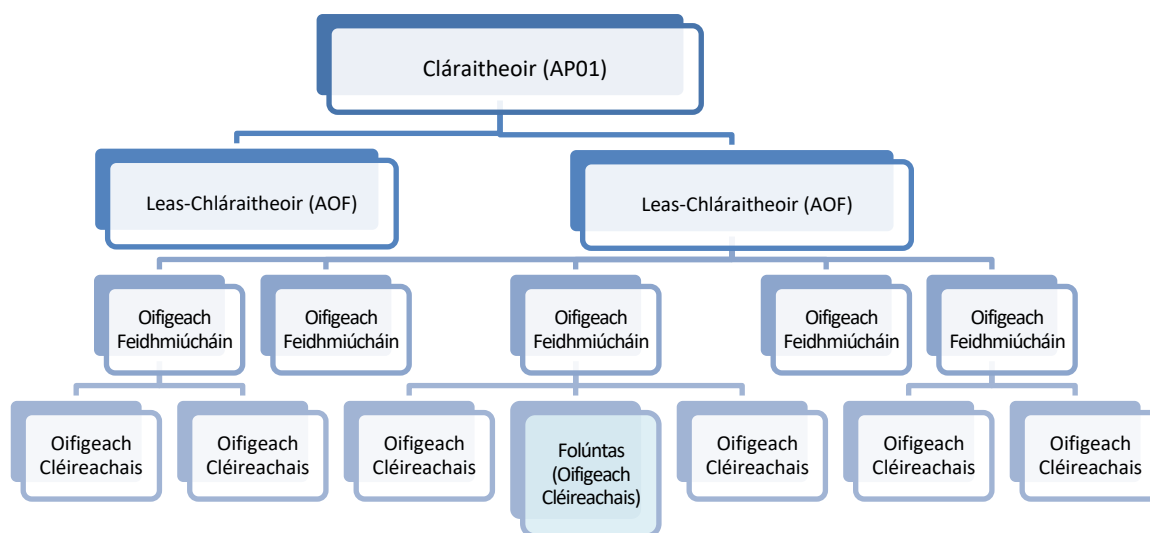 Cláraitheoir (AP01)
Leas-Chláraitheoir (AOF)
Leas-Chláraitheoir (AOF)
Oifigeach
Feidhmiúcháin
Oifigeach
Feidhmiúcháin
Oifigeach
Feidhmiúcháin
Oifigeach
Feidhmiúcháin
Oifigeach
Feidhmiúcháin
Oifigeach
Cléireachais
Oifigeach
Cléireachais
Oifigeach
Cléireachais
Folúntas
(Oifigeach
Cléireachais)
Oifigeach
Cléireachais
Oifigeach
Cléireachais
Oifigeach
Cléireachais